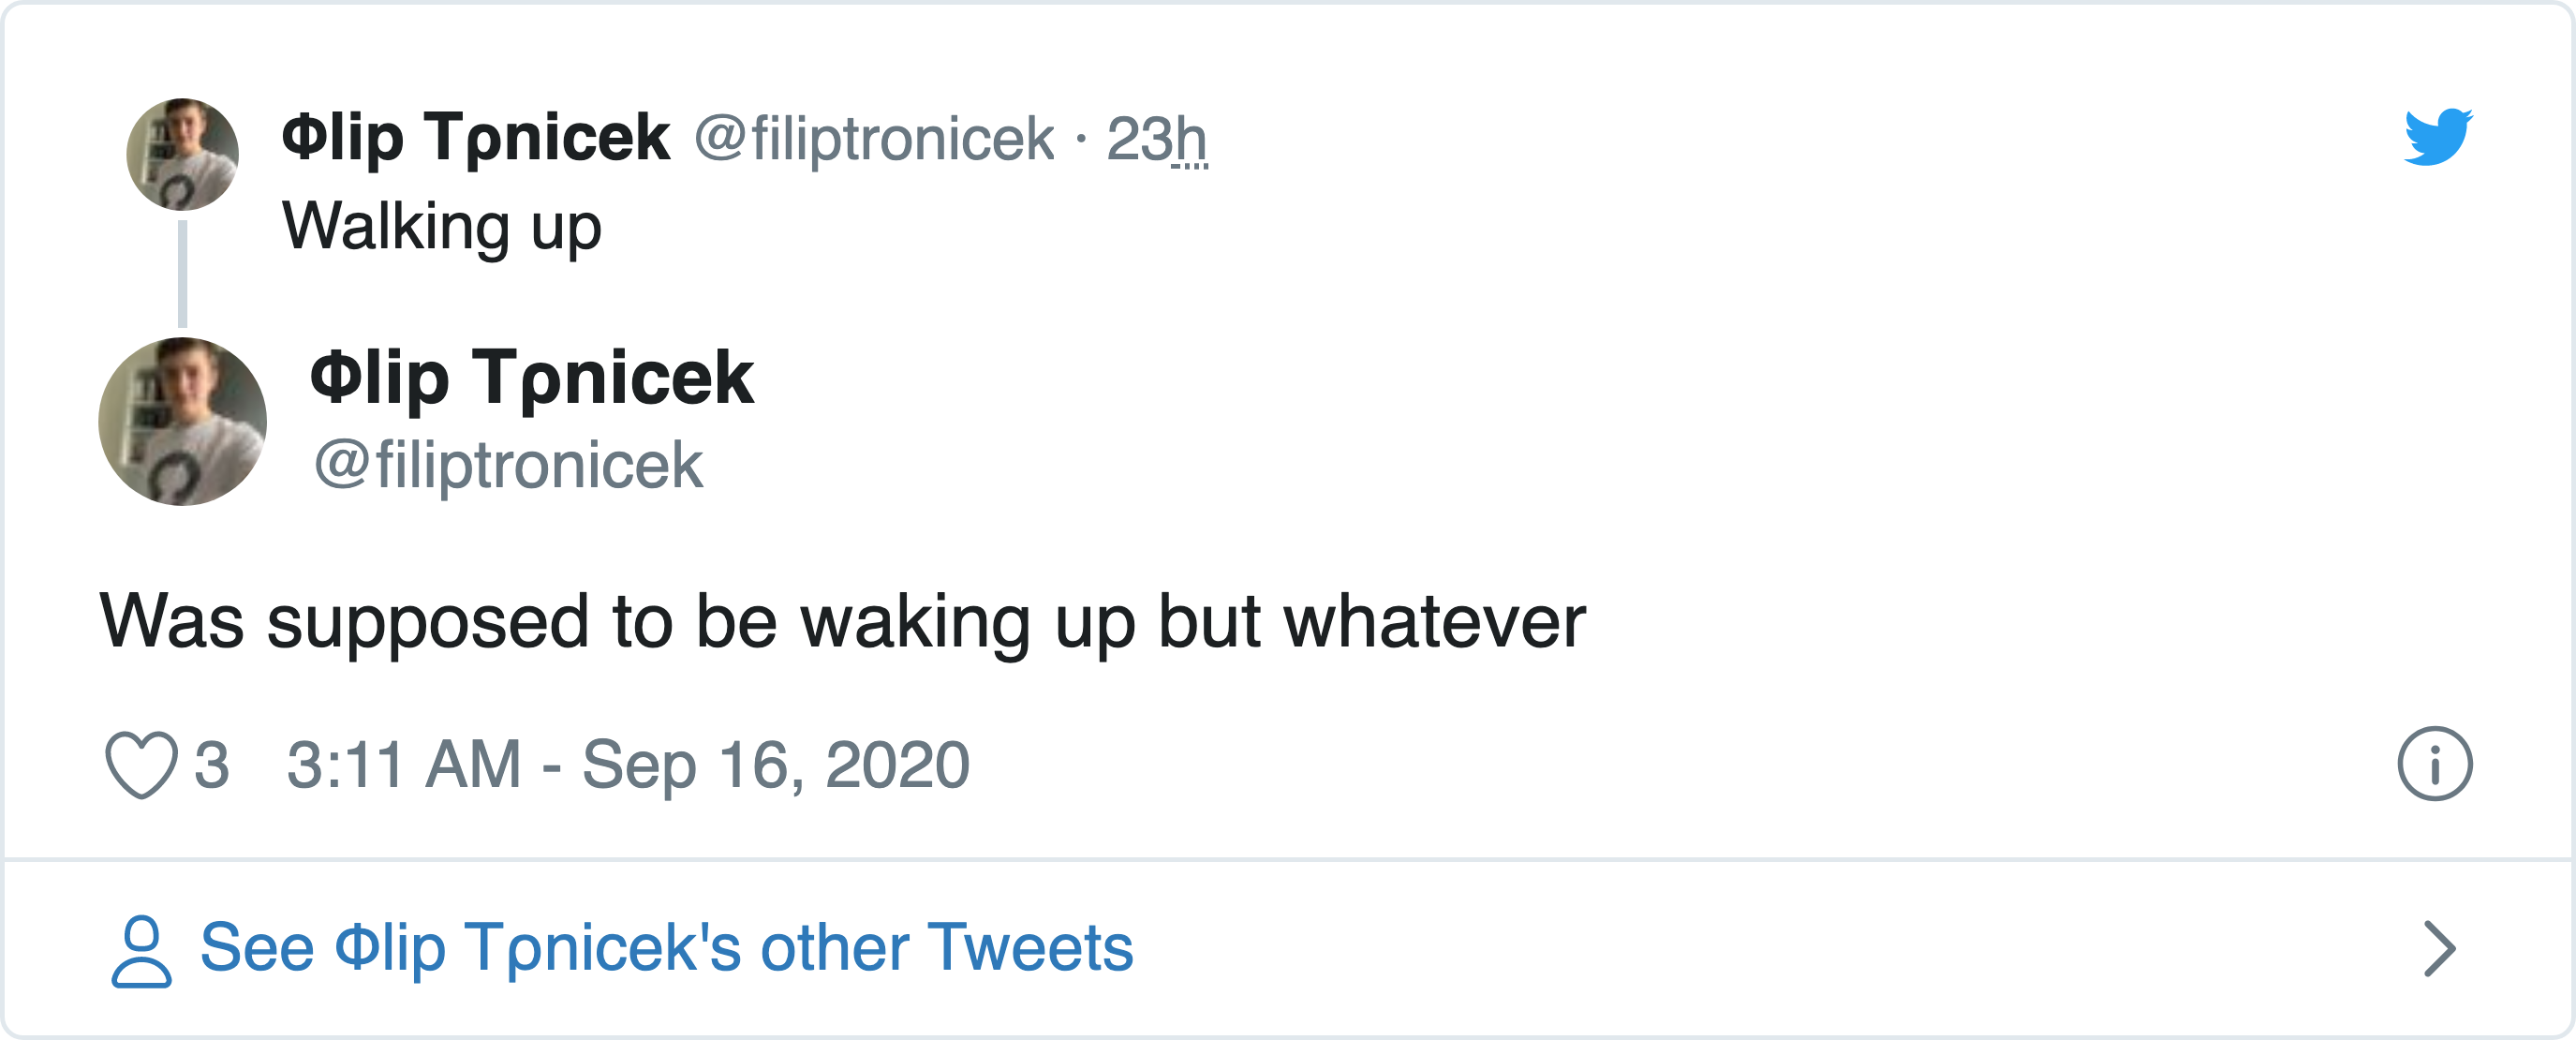 Φlip Tρnicek @filiptronicek · 23h
Walking up
Φlip Tρnicek
@filiptronicek
Was supposed to be waking up but whatever
3 3:11 AM - Sep 16, 2020
See Φlip Tρnicek's other Tweets